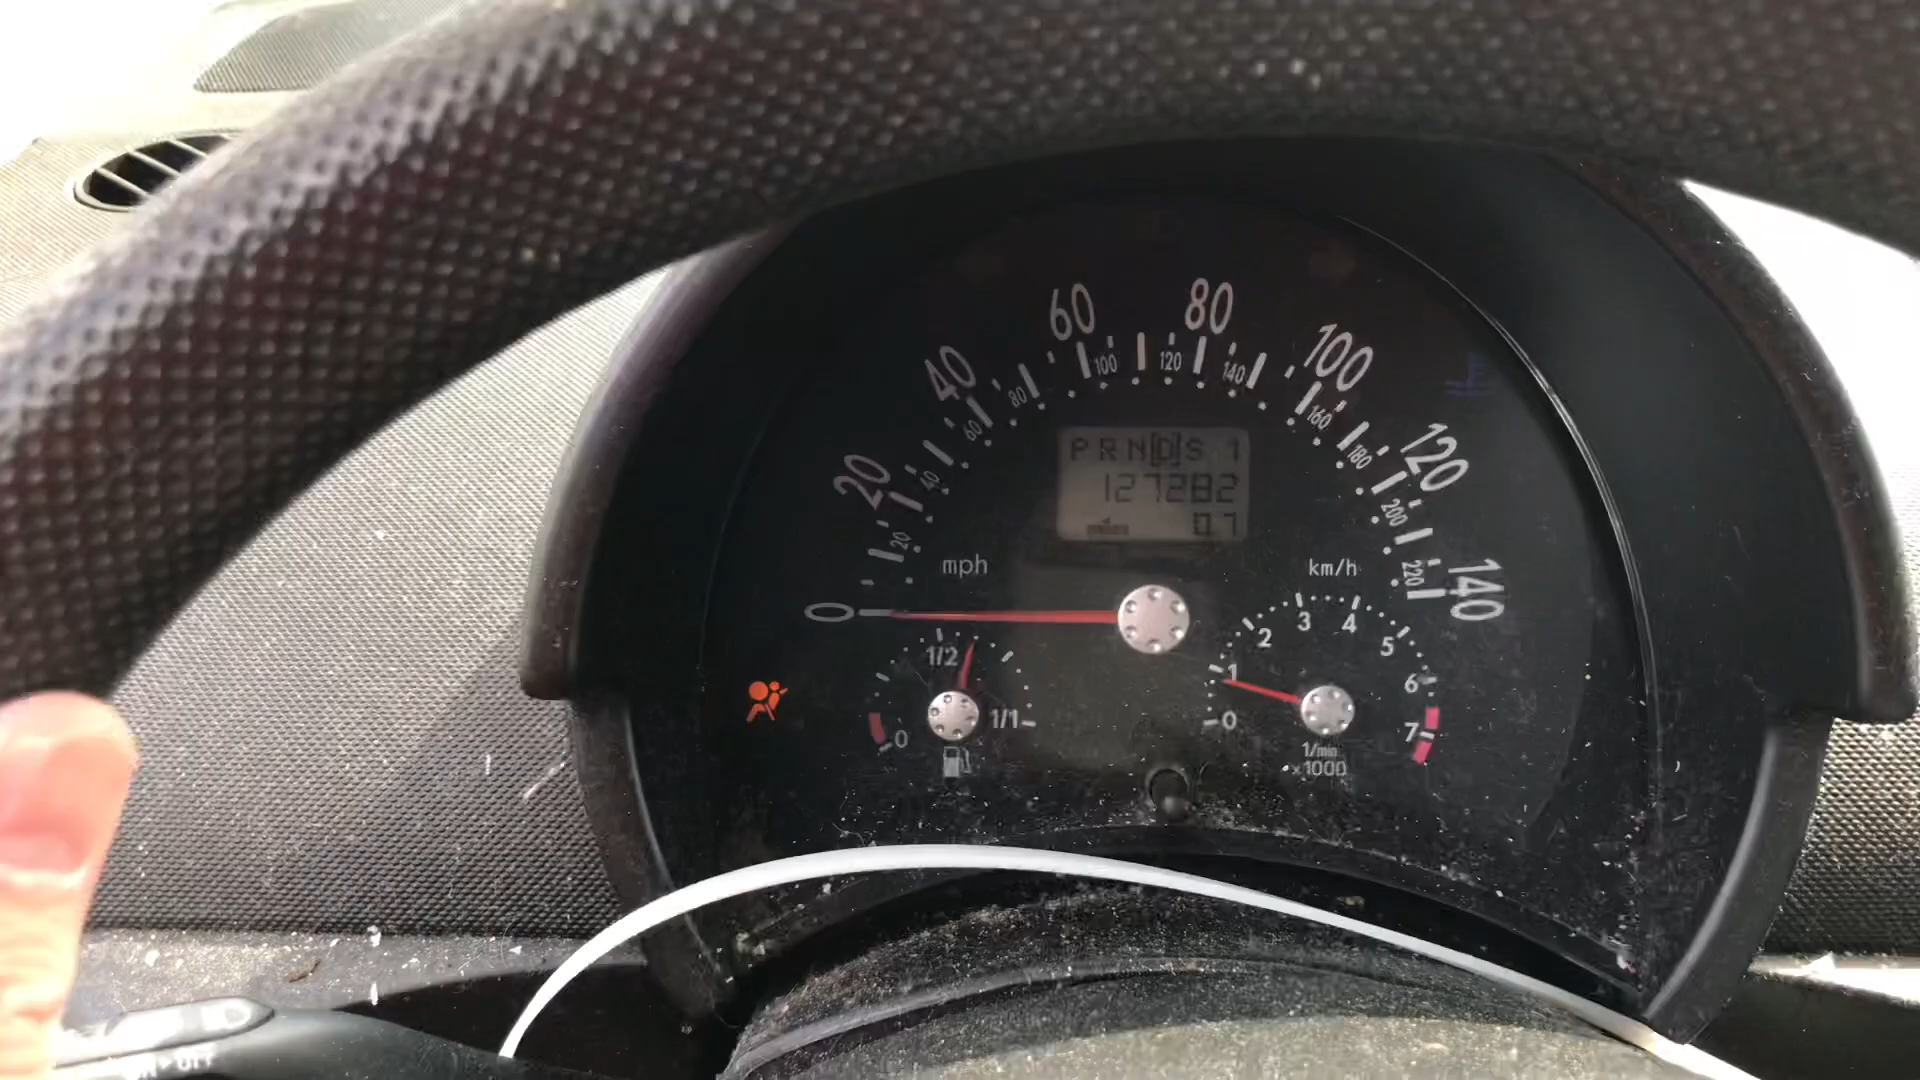 60 80
40 100
100 120 140
80 160
20 60 120
40 180
20 200
PRNDS 1
127282
miles 0.7
mph km/h
0 220 140
1/2 1 2 3 4 5 6 7
0 1/1 0
1/min
x1000
OFF